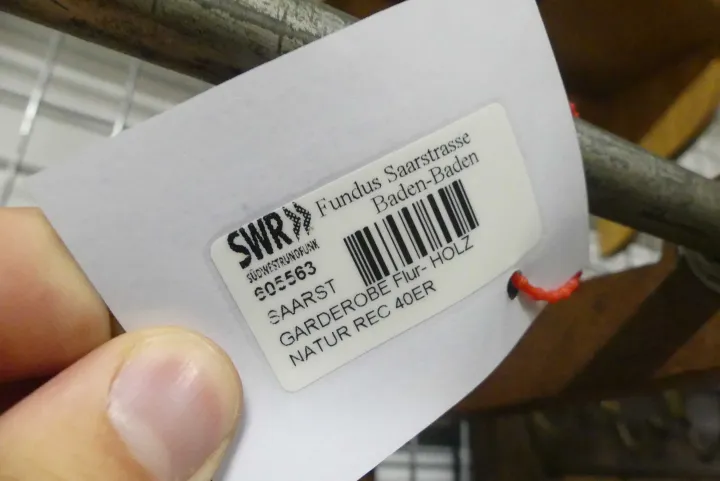 Fundus Saarstrasse
Baden-Baden
SWR»
SÜDWESTRUNDFUNK
605563
SAARST
GARDEROBE Flur- HOLZ
NATUR REC 40ER